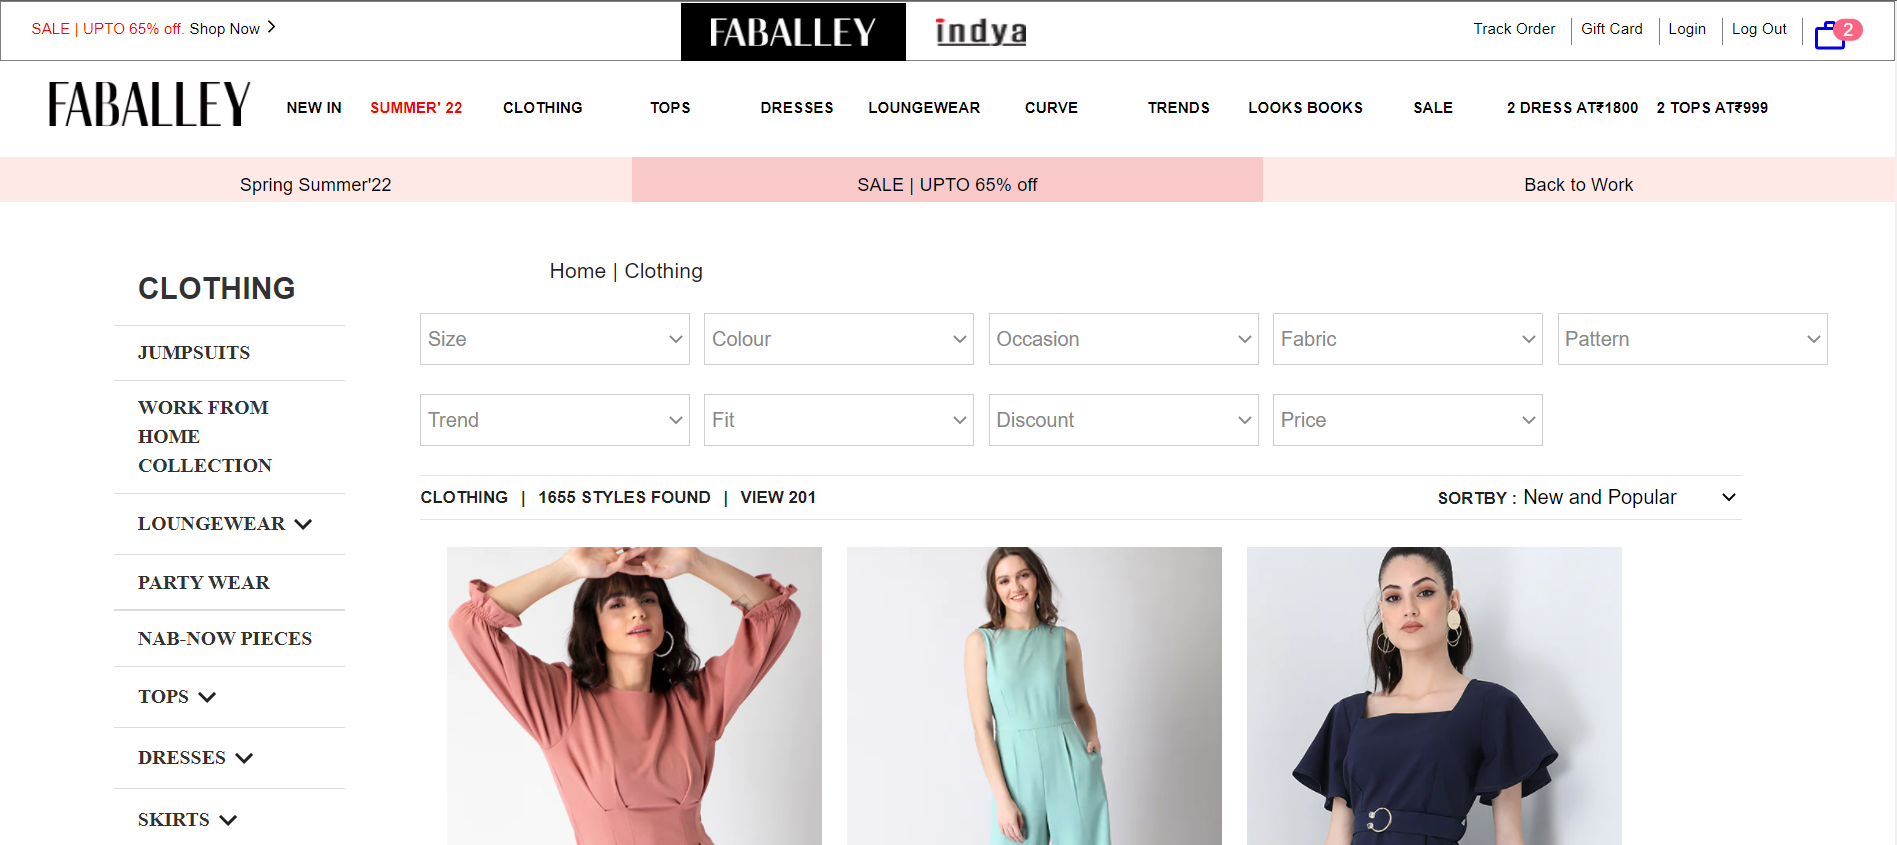 SALE | UPTO 65% off. Shop Now
FABALLEY
indya
Track Order
Gift Card
Login
Log Out
2
FABALLEY
NEW IN
SUMMER' 22
CLOTHING
TOPS
DRESSES
LOUNGEWEAR
CURVE
TRENDS
LOOKS BOOKS
SALE
2 DRESS AT₹1800
2 TOPS AT₹999
Spring Summer'22
SALE | UPTO 65% off
Back to Work
CLOTHING
JUMPSUITS
WORK FROM
HOME
COLLECTION
LOUNGEWEAR
PARTY WEAR
NAB-NOW PIECES
TOPS
DRESSES
SKIRTS
Home | Clothing
Size
Colour
Occasion
Fabric
Pattern
Trend
Fit
Discount
Price
CLOTHING | 1655 STYLES FOUND | VIEW 201
SORTBY : New and Popular